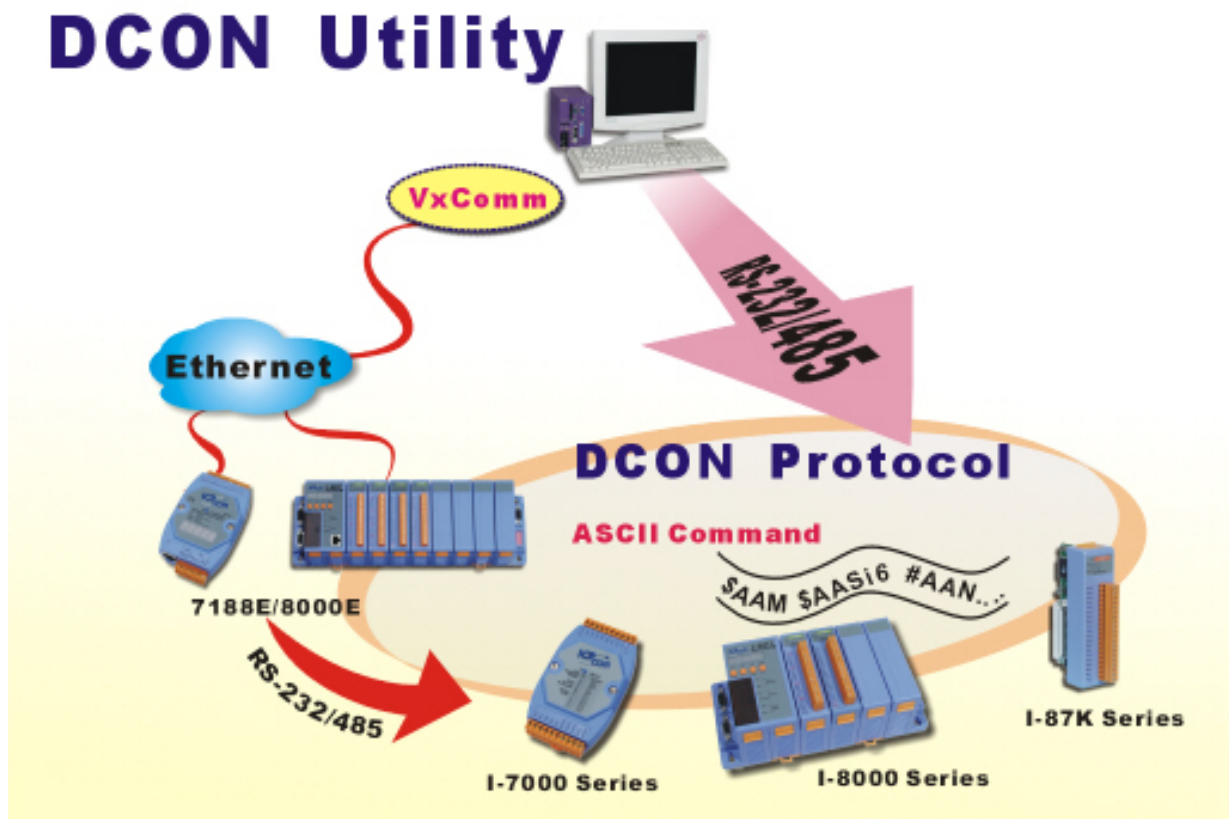 DCON Utility
VxComm
RS-232/485
Ethernet
DCON Protocol
ASCII Command
$AAM $AASi6 #AAN...
7188E/8000E
RS-232/485
I-7000 Series
I-8000 Series
I-87K Series